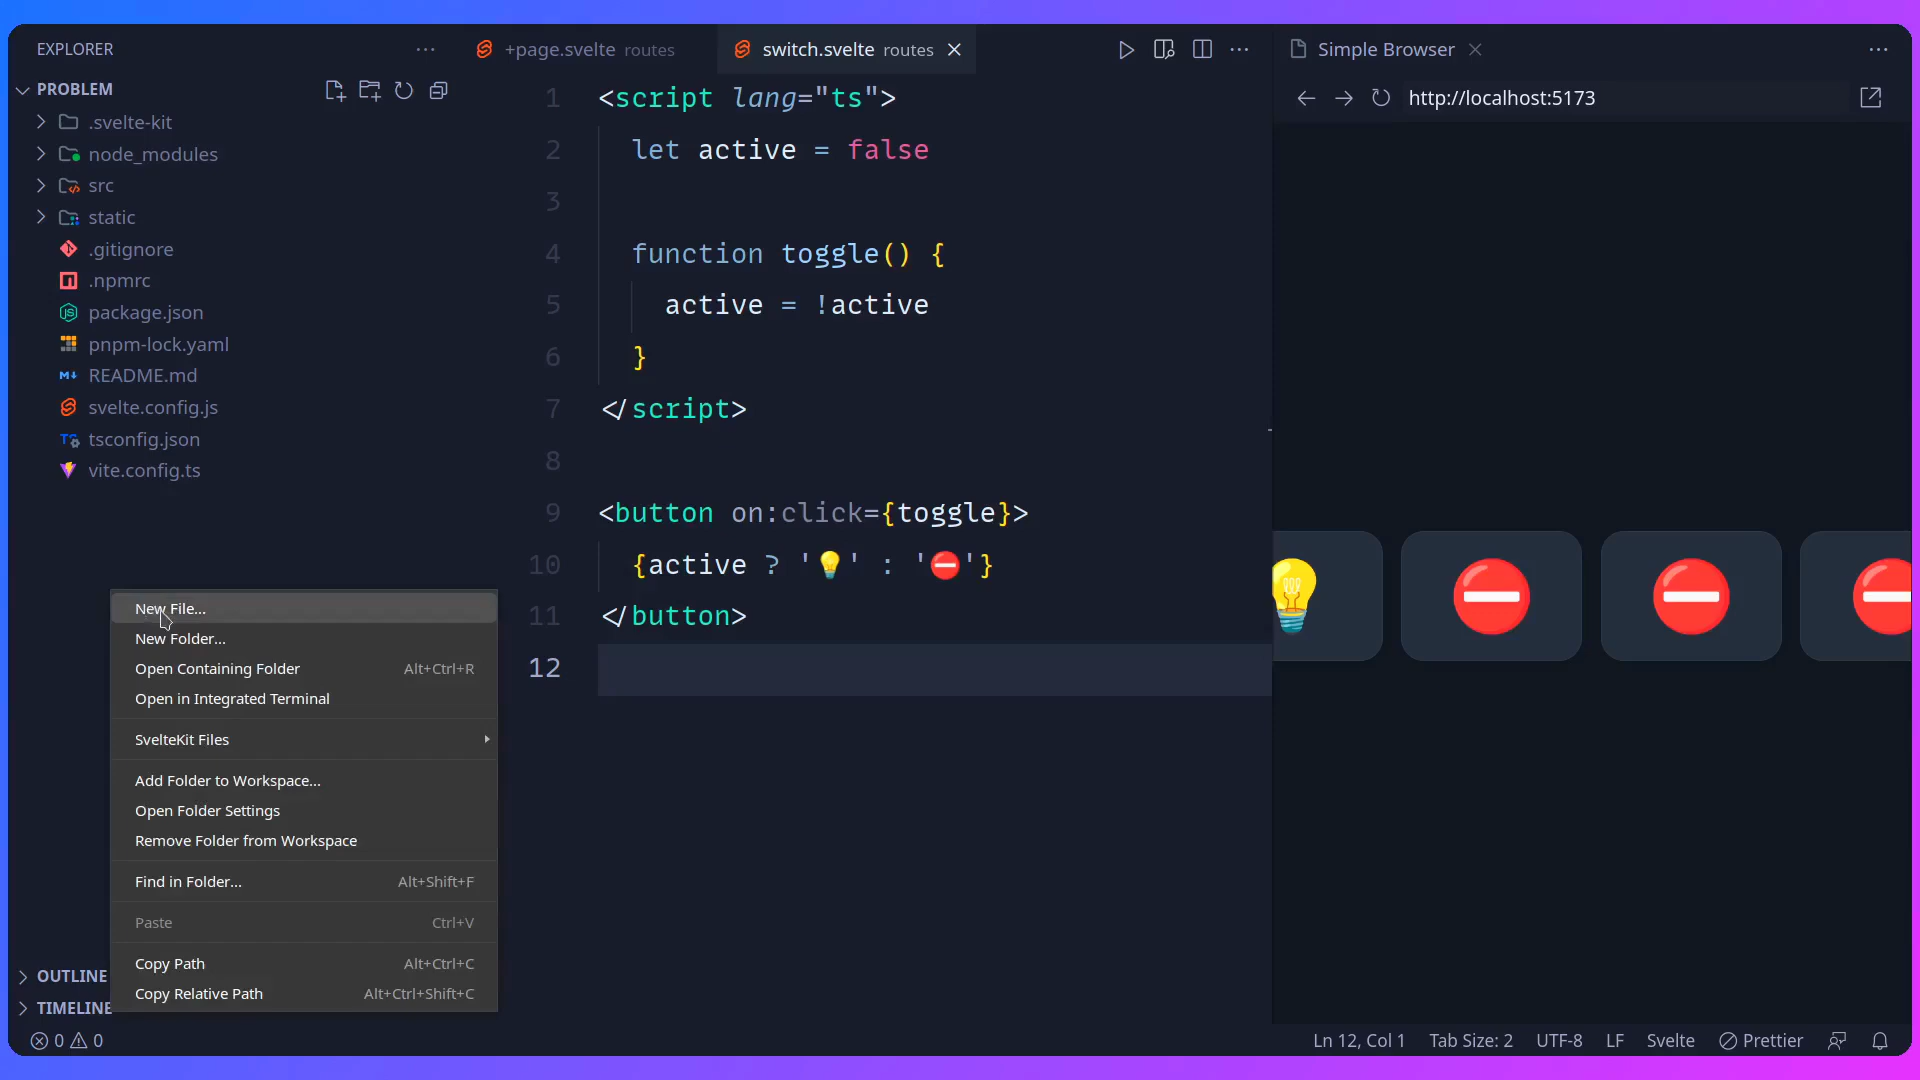 EXPLORER
PROBLEM
.svelte-kit
node_modules
src
static
.gitignore
.npmrc
package.json
pnpm-lock.yaml
README.md
svelte.config.js
tsconfig.json
vite.config.ts
New File...
New Folder...
Open Containing Folder Alt+Ctrl+R
Open in Integrated Terminal
SvelteKit Files
Add Folder to Workspace...
Open Folder Settings
Remove Folder from Workspace
Find in Folder... Alt+Shift+F
Paste Ctrl+V
Copy Path Alt+Ctrl+C
Copy Relative Path Alt+Ctrl+Shift+C
OUTLINE
TIMELINE
+page.svelte routes
switch.svelte routes
1 <script lang="ts">
2 let active = false
3
4 function toggle() {
5 active = !active
6 }
7 </script>
8
9 <button on:click={toggle}>
10 {active ? '💡' : '⛔'}
11 </button>
12
Simple Browser
http://localhost:5173
0 0
Ln 12, Col 1 Tab Size: 2 UTF-8 LF Svelte Prettier